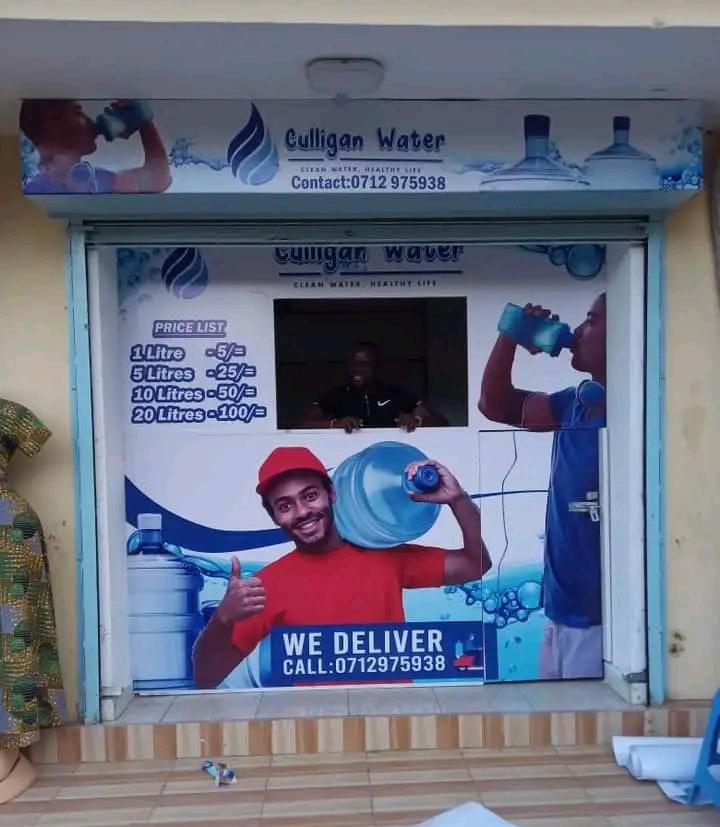 Culligan Water
CLEAN WATER, HEALTHY LIFE
Contact:0712 975938
Culligan Water
CLEAN WATER, HEALTHY LIFE
PRICE LIST
1 Litre - 5/=
5 Litres - 25/=
10 Litres - 50/=
20 Litres - 100/=
WE DELIVER
CALL:0712975938